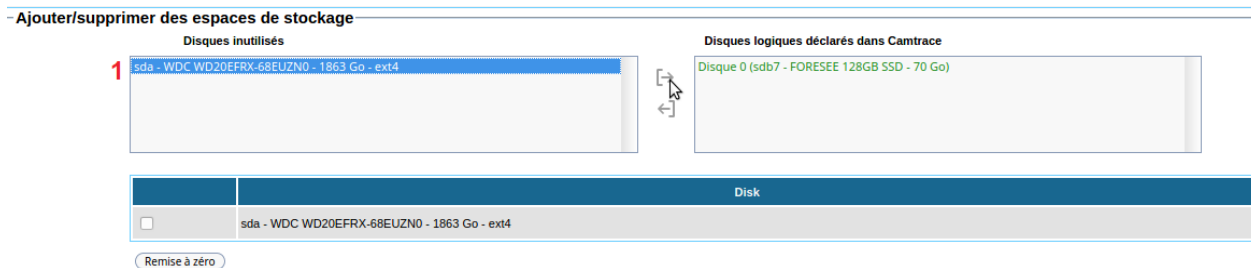 Ajouter/supprimer des espaces de stockage
Disques inutilisés
Disques logiques déclarés dans Camtrace
1
sda - WDC WD20EFRX-68EUZN0 - 1863 Go - ext4
Disque 0 (sdb7 - FORESEE 128GB SSD - 70 Go)
Disk
sda - WDC WD20EFRX-68EUZN0 - 1863 Go - ext4
Remise à zéro